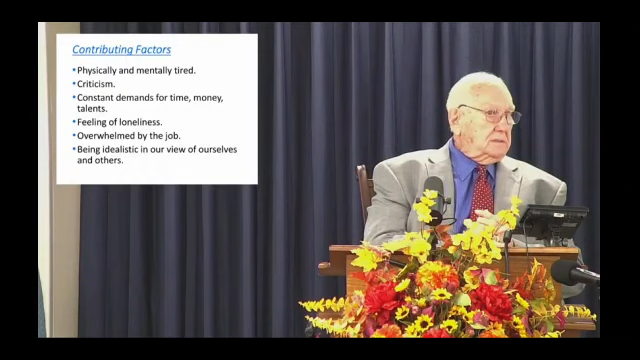 Contributing Factors
•Physically and mentally tired.
•Criticism.
•Constant demands for time, money,
talents.
•Feeling of loneliness.
•Overwhelmed by the job.
•Being idealistic in our view of ourselves
and others.